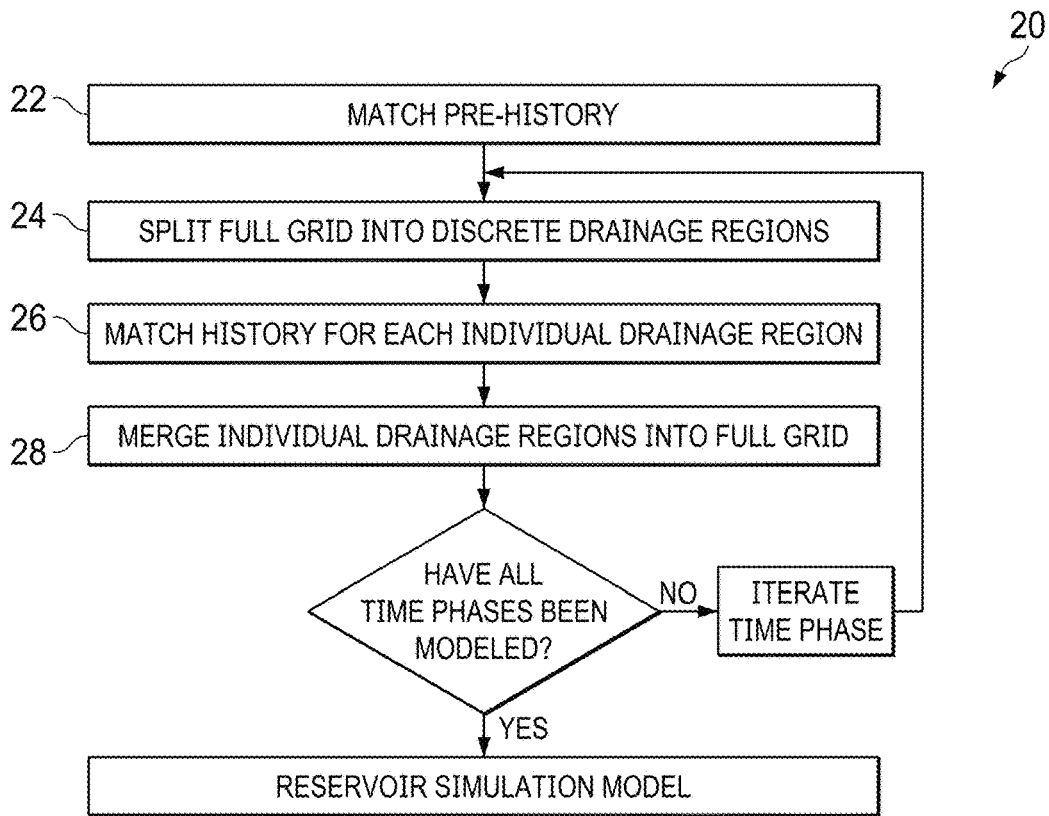 20
22
MATCH PRE-HISTORY
24
SPLIT FULL GRID INTO DISCRETE DRAINAGE REGIONS
26
MATCH HISTORY FOR EACH INDIVIDUAL DRAINAGE REGION
28
MERGE INDIVIDUAL DRAINAGE REGIONS INTO FULL GRID
HAVE ALL
TIME PHASES BEEN
MODELED?
NO
ITERATE
TIME PHASE
YES
RESERVOIR SIMULATION MODEL